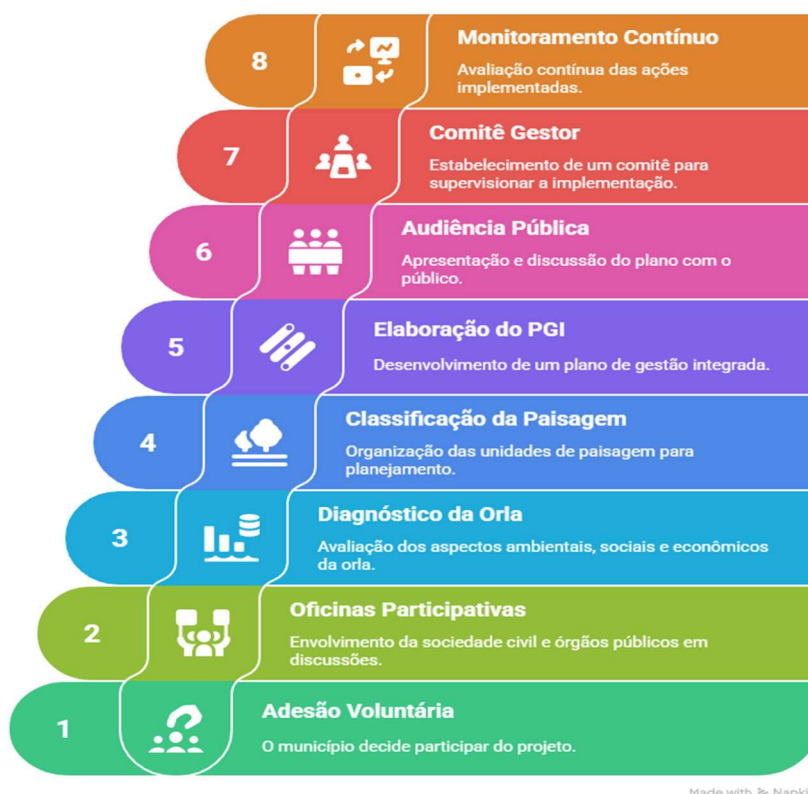 8
Monitoramento Contínuo
Avaliação contínua das ações
implementadas.
7
Comitê Gestor
Estabelecimento de um comitê para
supervisionar a implementação.
6
Audiência Pública
Apresentação e discussão do plano com o
público.
5
Elaboração do PGI
Desenvolvimento de um plano de gestão integrada.
4
Classificação da Paisagem
Organização das unidades de paisagem para
planejamento.
3
Diagnóstico da Orla
Avaliação dos aspectos ambientais, sociais e econômicos
da orla.
2
Oficinas Participativas
Envolvimento da sociedade civil e órgãos públicos em
discussões.
1
Adesão Voluntária
O município decide participar do projeto.
Made with